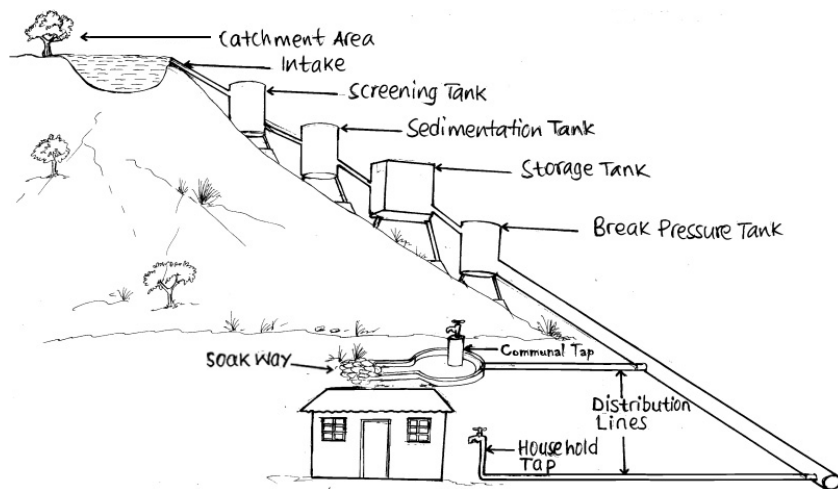 Catchment Area
Intake
Screening Tank
Sedimentation Tank
Storage Tank
Break Pressure Tank
Communal Tap
Soak way
Distribution
Lines
Household
Tap